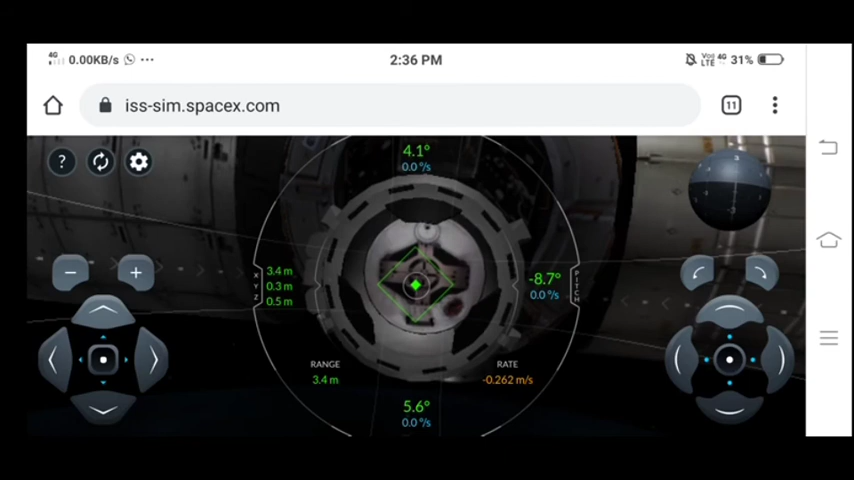 4G 0.00KB/s ... 2:36 PM Vo) LTE 4G 31%
iss-sim.spacex.com 11
?
4.1°
0.0 °/s
− +
X 3.4 m
Y 0.3 m
Z 0.5 m
-8.7°
0.0 °/s
PITCH
RANGE
3.4 m
RATE
-0.262 m/s
5.6°
0.0 °/s